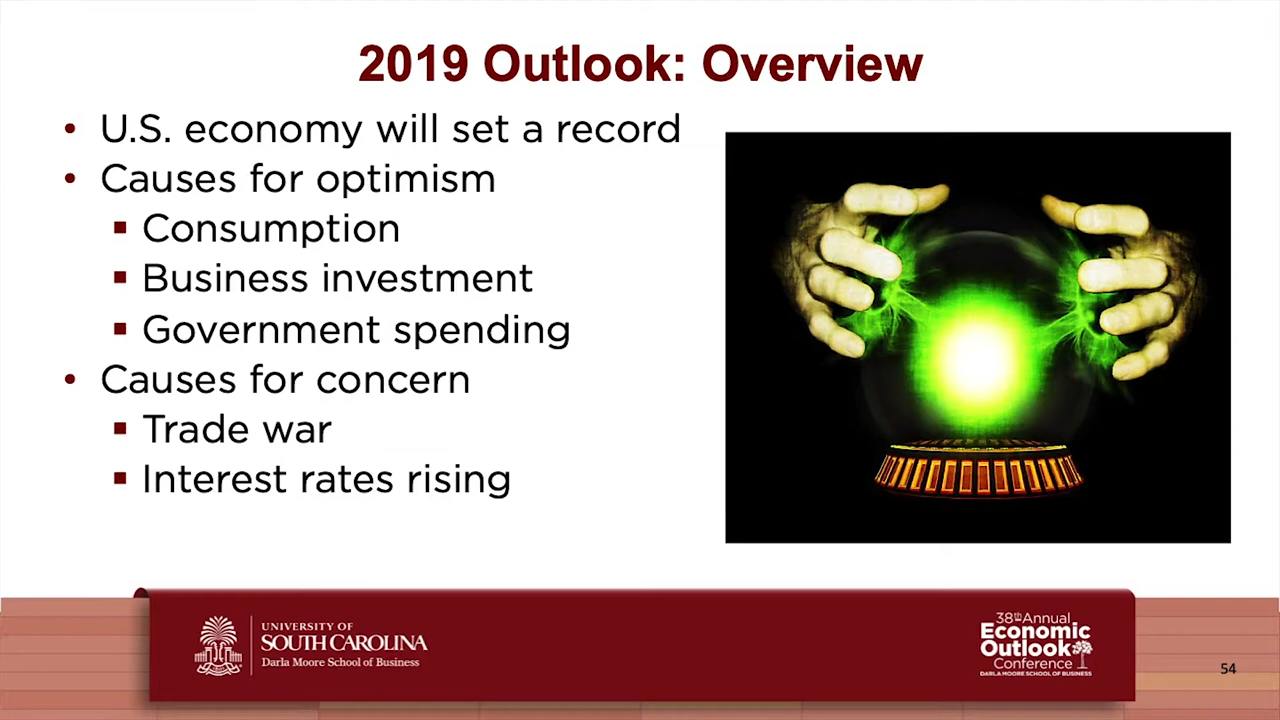 2019 Outlook: Overview
• U.S. economy will set a record
• Causes for optimism
▪ Consumption
▪ Business investment
▪ Government spending
• Causes for concern
▪ Trade war
▪ Interest rates rising
UNIVERSITY OF
SOUTH CAROLINA
Darla Moore School of Business
38th Annual
Economic
Outlook
Conference
DARLA MOORE SCHOOL OF BUSINESS
54